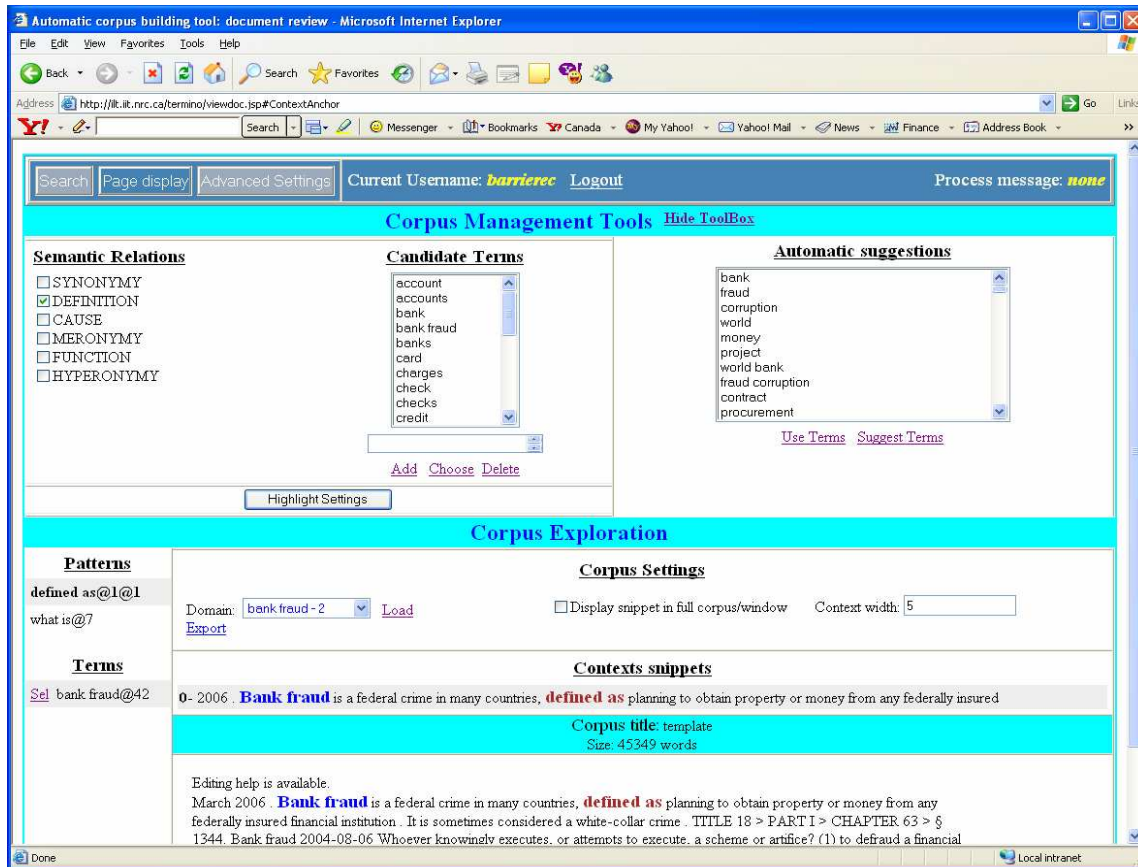 Automatic corpus building tool: document review - Microsoft Internet Explorer
File Edit View Favorites Tools Help
Back Search Favorites
Address http://ilt.iit.nrc.ca/termino/viewdoc.jsp#ContextAnchor Go Links
Y! Search Messenger Bookmarks Canada My Yahoo! Yahoo! Mail News Finance Address Book »
Search Page display Advanced Settings Current Username: barrierec Logout Process message: none
Corpus Management Tools Hide ToolBox
Semantic Relations
SYNONYMY
DEFINITION
CAUSE
MERONYMY
FUNCTION
HYPERONYMY
Candidate Terms
account
accounts
bank
bank fraud
banks
card
charges
check
checks
credit
Add Choose Delete
Highlight Settings
Automatic suggestions
bank
fraud
corruption
world
money
project
world bank
fraud corruption
contract
procurement
Use Terms Suggest Terms
Corpus Exploration
Patterns
defined as@1@1
what is@7
Terms
Sel bank fraud@42
Corpus Settings
Domain: bank fraud - 2 Load
Export
Display snippet in full corpus/window Context width: 5
Contexts snippets
0- 2006 . Bank fraud is a federal crime in many countries, defined as planning to obtain property or money from any federally insured
Corpus title: template
Size: 45349 words
Editing help is available.
March 2006 . Bank fraud is a federal crime in many countries, defined as planning to obtain property or money from any
federally insured financial institution . It is sometimes considered a white-collar crime . TITLE 18 > PART I > CHAPTER 63 > §
1344. Bank fraud 2004-08-06 Whoever knowingly executes, or attempts to execute, a scheme or artifice? (1) to defraud a financial
Done Local intranet